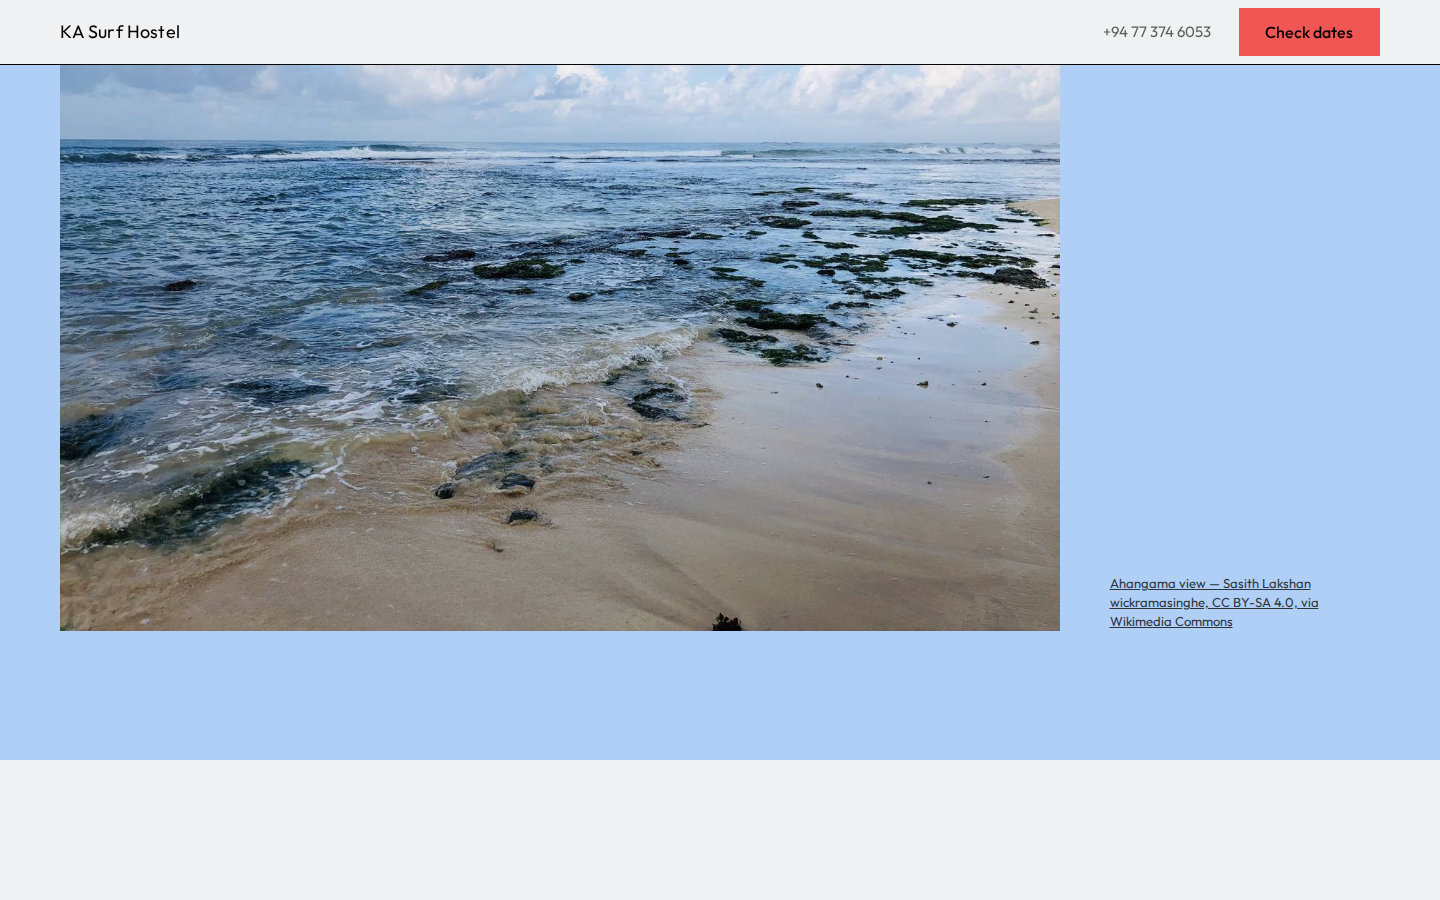 KA Surf Hostel
+94 77 374 6053
Check dates
Ahangama view — Sasith Lakshan
wickramasinghe, CC BY-SA 4.0, via
Wikimedia Commons